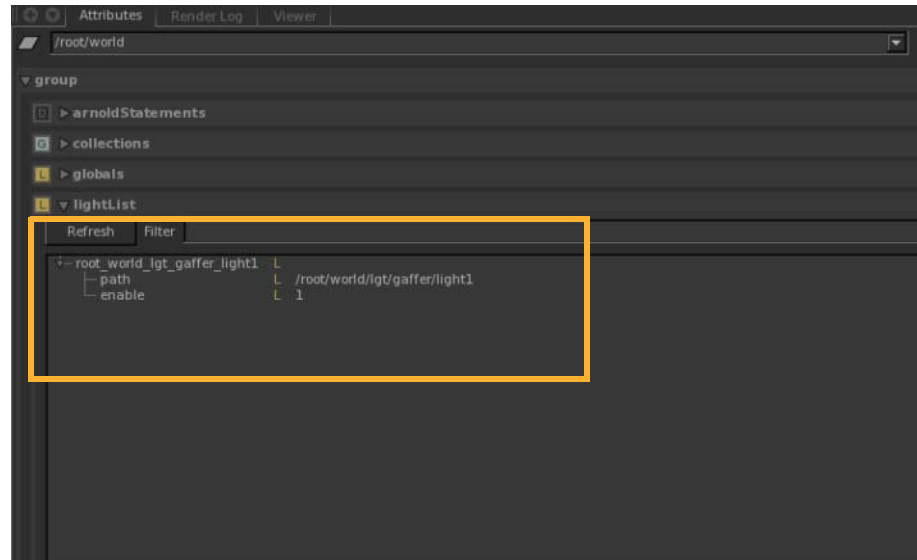 Attributes Render Log Viewer
/root/world
group
D arnoldStatements
G collections
L globals
L lightList
Refresh Filter
root_world_lgt_gaffer_light1 L
path L /root/world/lgt/gaffer/light1
enable L 1